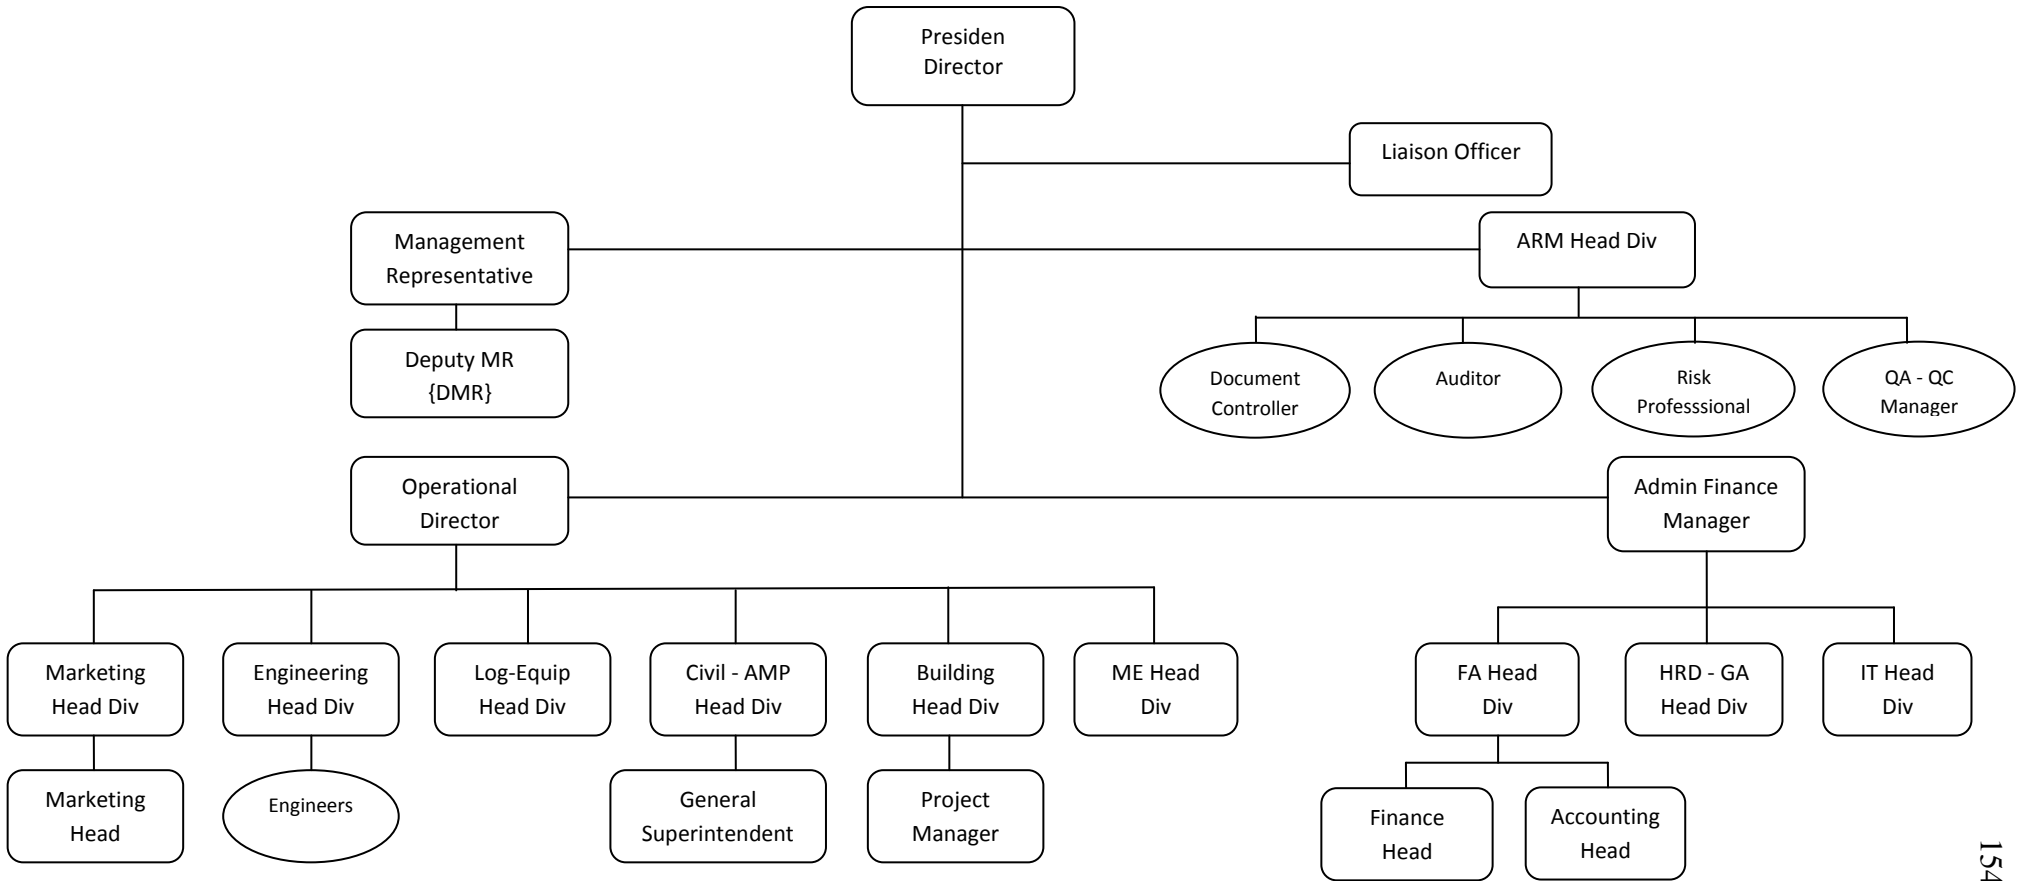 Presiden
Director
Liaison Officer
Management
Representative
ARM Head Div
Deputy MR
{DMR}
Document
Controller
Auditor
Risk
Professsional
QA - QC
Manager
Operational
Director
Admin Finance
Manager
Marketing
Head Div
Engineering
Head Div
Log-Equip
Head Div
Civil - AMP
Head Div
Building
Head Div
ME Head
Div
FA Head
Div
HRD - GA
Head Div
IT Head
Div
Marketing
Head
Engineers
General
Superintendent
Project
Manager
Finance
Head
Accounting
Head
154